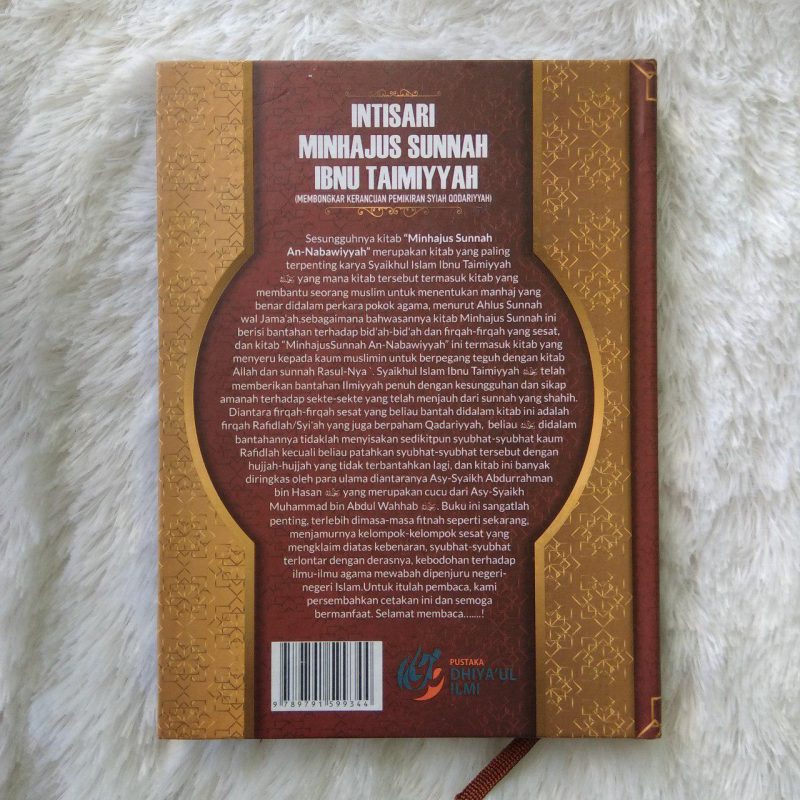 INTISARI
MINHAJUS SUNNAH
IBNU TAIMIYYAH
(MEMBONGKAR KERANCUAN PEMIKIRAN SYIAH QODARIYYAH)
Sesungguhnya kitab "Minhajus Sunnah
An-Nabawiyyah" merupakan kitab yang paling
terpenting karya Syaikhul Islam Ibnu Taimiyyah
yang mana kitab tersebut termasuk kitab yang
membantu seorang muslim untuk menentukan manhaj yang
benar didalam perkara pokok agama, menurut Ahlus Sunnah
wal Jama'ah.sebagaimana bahwasannya kitab Minhajus Sunnah ini
berisi bantahan terhadap bid'ah-bid'ah dan firqah-firqah yang sesat,
dan kitab "MinhajusSunnah An-Nabawiyyah" ini termasuk kitab yang
menyeru kepada kaum muslimin untuk berpegang teguh dengan kitab
Allah dan sunnah Rasul-Nya `. Syaikhul Islam Ibnu Taimiyyah telah
memberikan bantahan Ilmiyyah penuh dengan kesungguhan dan sikap
amanah terhadap sekte-sekte yang telah menjauh dari sunnah yang shahih.
Diantara firqah-firqah sesat yang beliau bantah didalam kitab ini adalah
firqah Rafidlah/Syi'ah yang juga berpaham Qadariyyah, beliau didalam
bantahannya tidaklah menyisakan sedikitpun syubhat-syubhat kaum
Rafidlah kecuali beliau patahkan syubhat-syubhat tersebut dengan
hujjah-hujjah yang tidak terbantahkan lagi, dan kitab ini banyak
diringkas oleh para ulama diantaranya Asy-Syaikh Abdurrahman
bin Hasan yang merupakan cucu dari Asy-Syaikh
Muhammad bin Abdul Wahhab . Buku ini sangatlah
penting, terlebih dimasa-masa fitnah seperti sekarang,
menjamurnya kelompok-kelompok sesat yang
mengklaim diatas kebenaran, syubhat-syubhat
terlontar dengan derasnya, kebodohan terhadap
ilmu-ilmu agama mewabah dipenjuru negeri-
negeri Islam.Untuk itulah pembaca, kami
persembahkan cetakan ini dan semoga
bermanfaat. Selamat membaca.......!
9 789791 599344
PUSTAKA
DHIYA'UL
ILMI